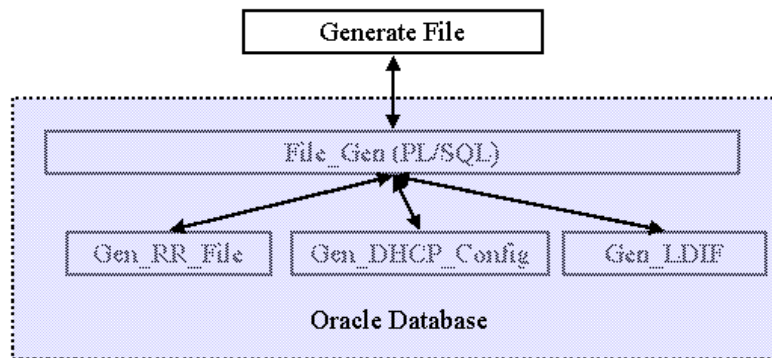 Generate File
File_Gen (PL/SQL)
Gen_RR_File
Gen_DHCP_Config
Gen_LDIF
Oracle Database